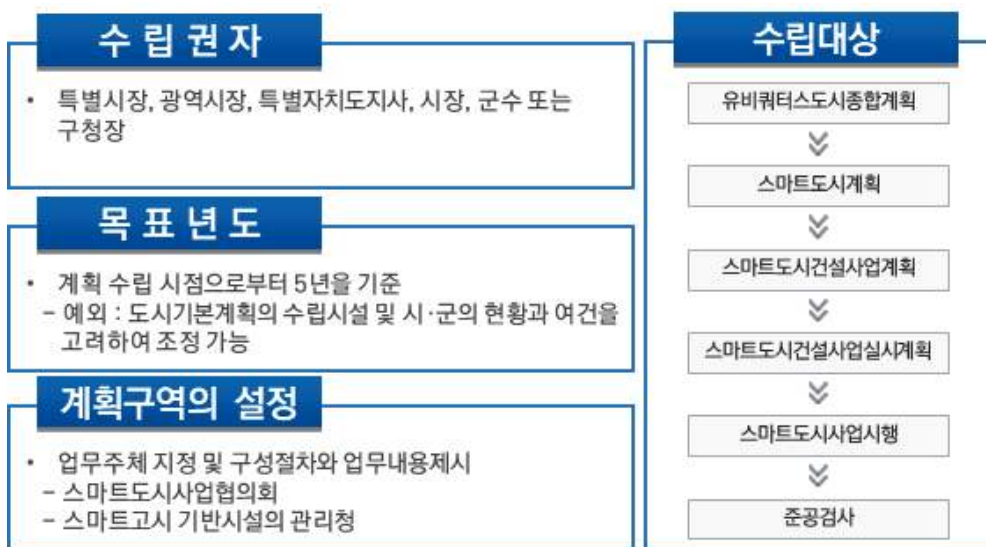 수립권자
• 특별시장, 광역시장, 특별자치도지사, 시장, 군수 또는
구청장
목표년도
• 계획 수립 시점으로부터 5년을 기준
- 예외 : 도시기본계획의 수립시설 및 시·군의 현황과 여건을
고려하여 조정 가능
계획구역의 설정
• 업무주체 지정 및 구성절차와 업무내용제시
- 스마트도시사업협의회
- 스마트고시 기반시설의 관리청
수립대상
유비쿼터스도시종합계획
스마트도시계획
스마트도시건설사업계획
스마트도시건설사업실시계획
스마트도시사업시행
준공검사